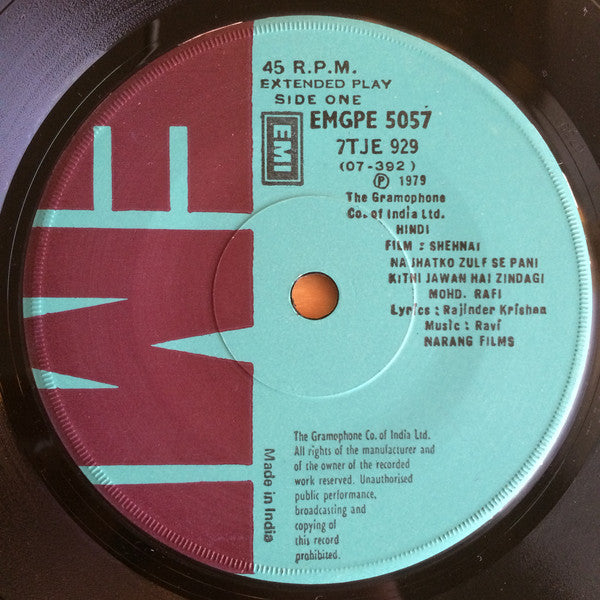 45 R.P.M.
EXTENDED PLAY
SIDE ONE
EMI
EMGPE 5057
7TJE 929
(07-392)
℗ 1979
The Gramophone
Co. of India Ltd.
HINDI
FILM : SHEHNAI
NA JHATKO ZULF SE PANI
KITNI JAWAN HAI ZINDAGI
MOHD. RAFI
Lyrics : Rajinder Krishan
Music : Ravi
NARANG FILMS
The Gramophone Co. of India Ltd.
All rights of the manufacturer and
of the owner of the recorded
work reserved. Unauthorised
public performance,
broadcasting and
copying of
this record
prohibited.
Made in India
EMI